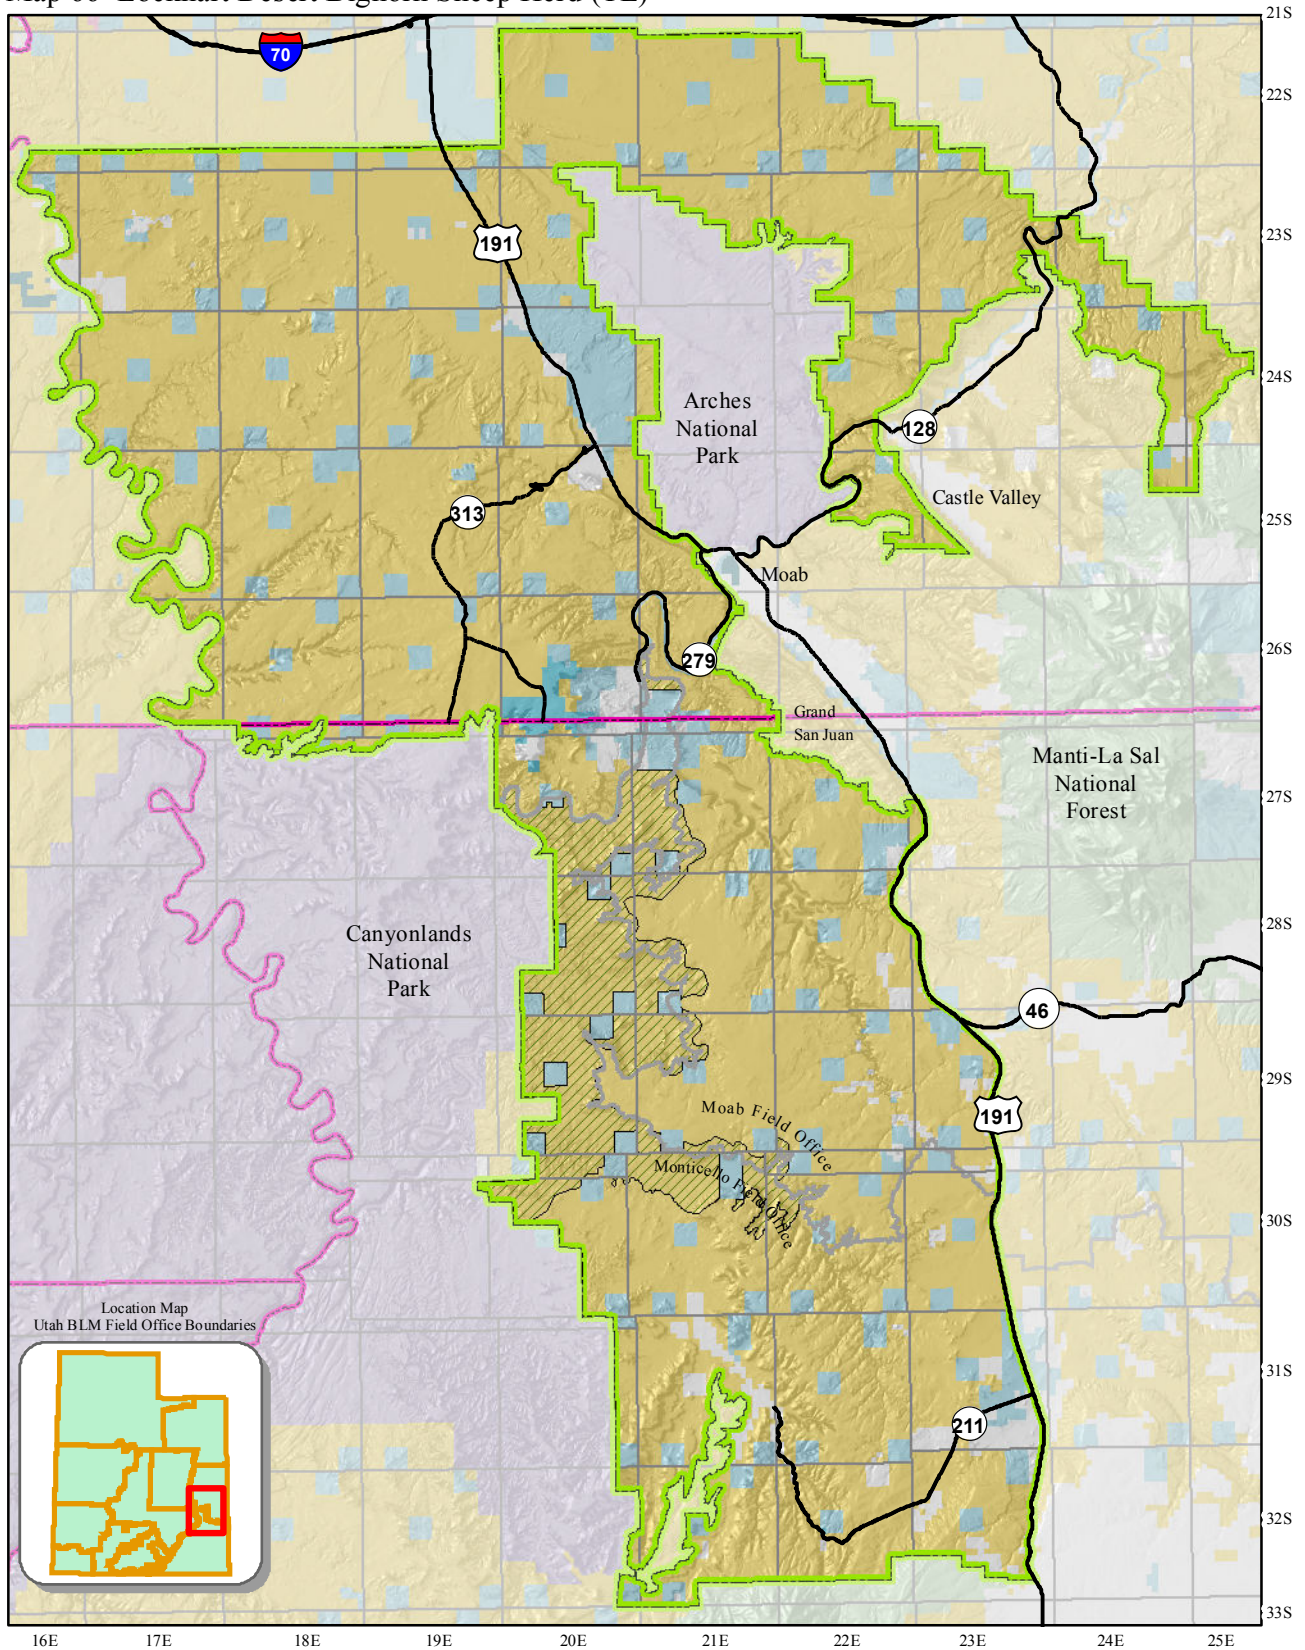 21S
70
22S
191
23S
24S
Arches
National
Park
128
Castle Valley
313
25S
Moab
279
26S
Grand
San Juan
Manti-La Sal
National
Forest
27S
28S
Canyonlands
National
Park
46
29S
191
Moab Field Office
Monticello Field Office
30S
Location Map
Utah BLM Field Office Boundaries
31S
211
32S
33S
16E 17E 18E 19E 20E 21E 22E 23E 24E 25E